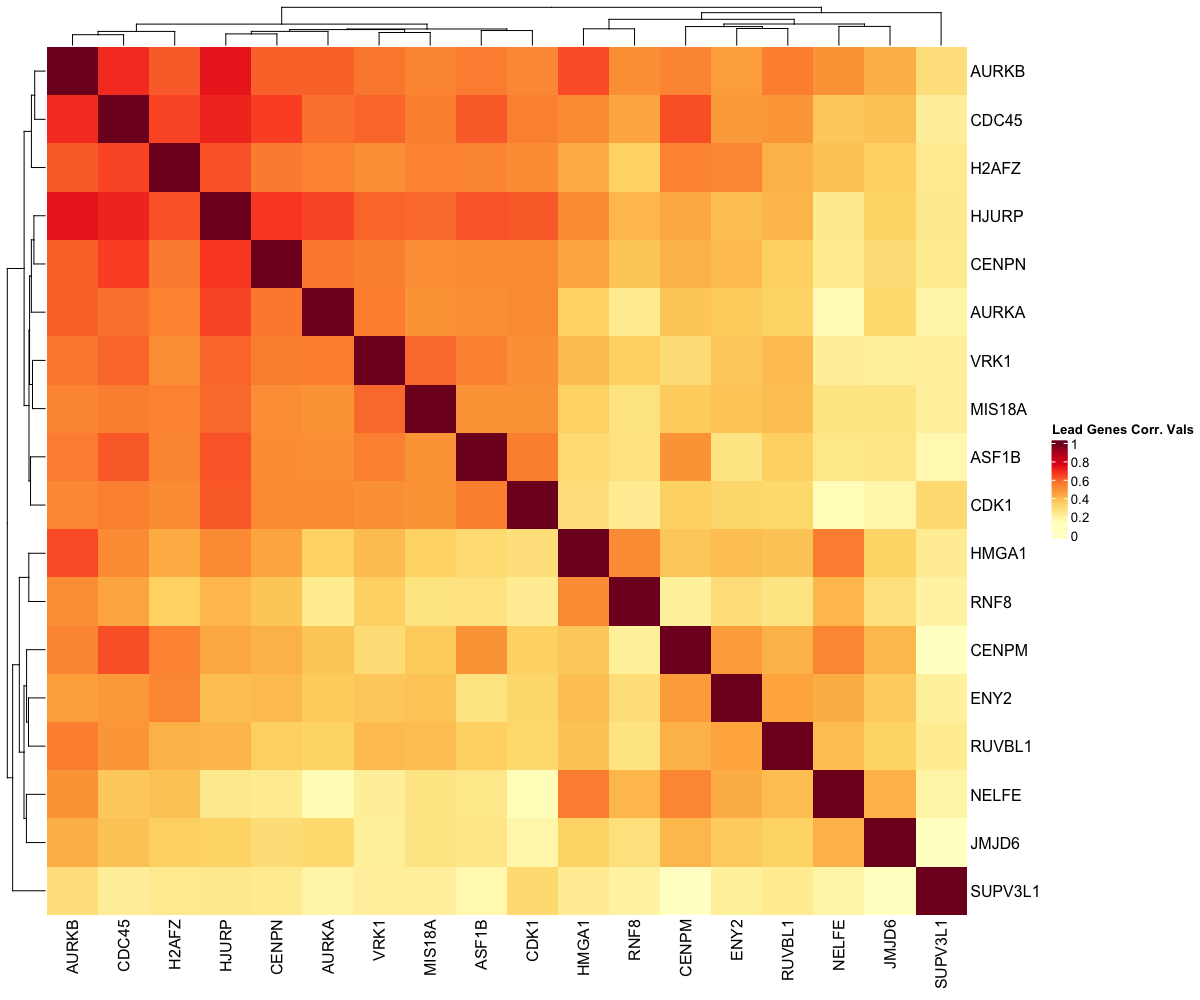 AURKB
CDC45
H2AFZ
HJURP
CENPN
AURKA
VRK1
MIS18A
ASF1B
CDK1
HMGA1
RNF8
CENPM
ENY2
RUVBL1
NELFE
JMJD6
SUPV3L1
Lead Genes Corr. Vals
1
0.8
0.6
0.4
0.2
0
AURKB CDC45 H2AFZ HJURP CENPN AURKA VRK1 MIS18A ASF1B CDK1 HMGA1 RNF8 CENPM ENY2 RUVBL1 NELFE JMJD6 SUPV3L1